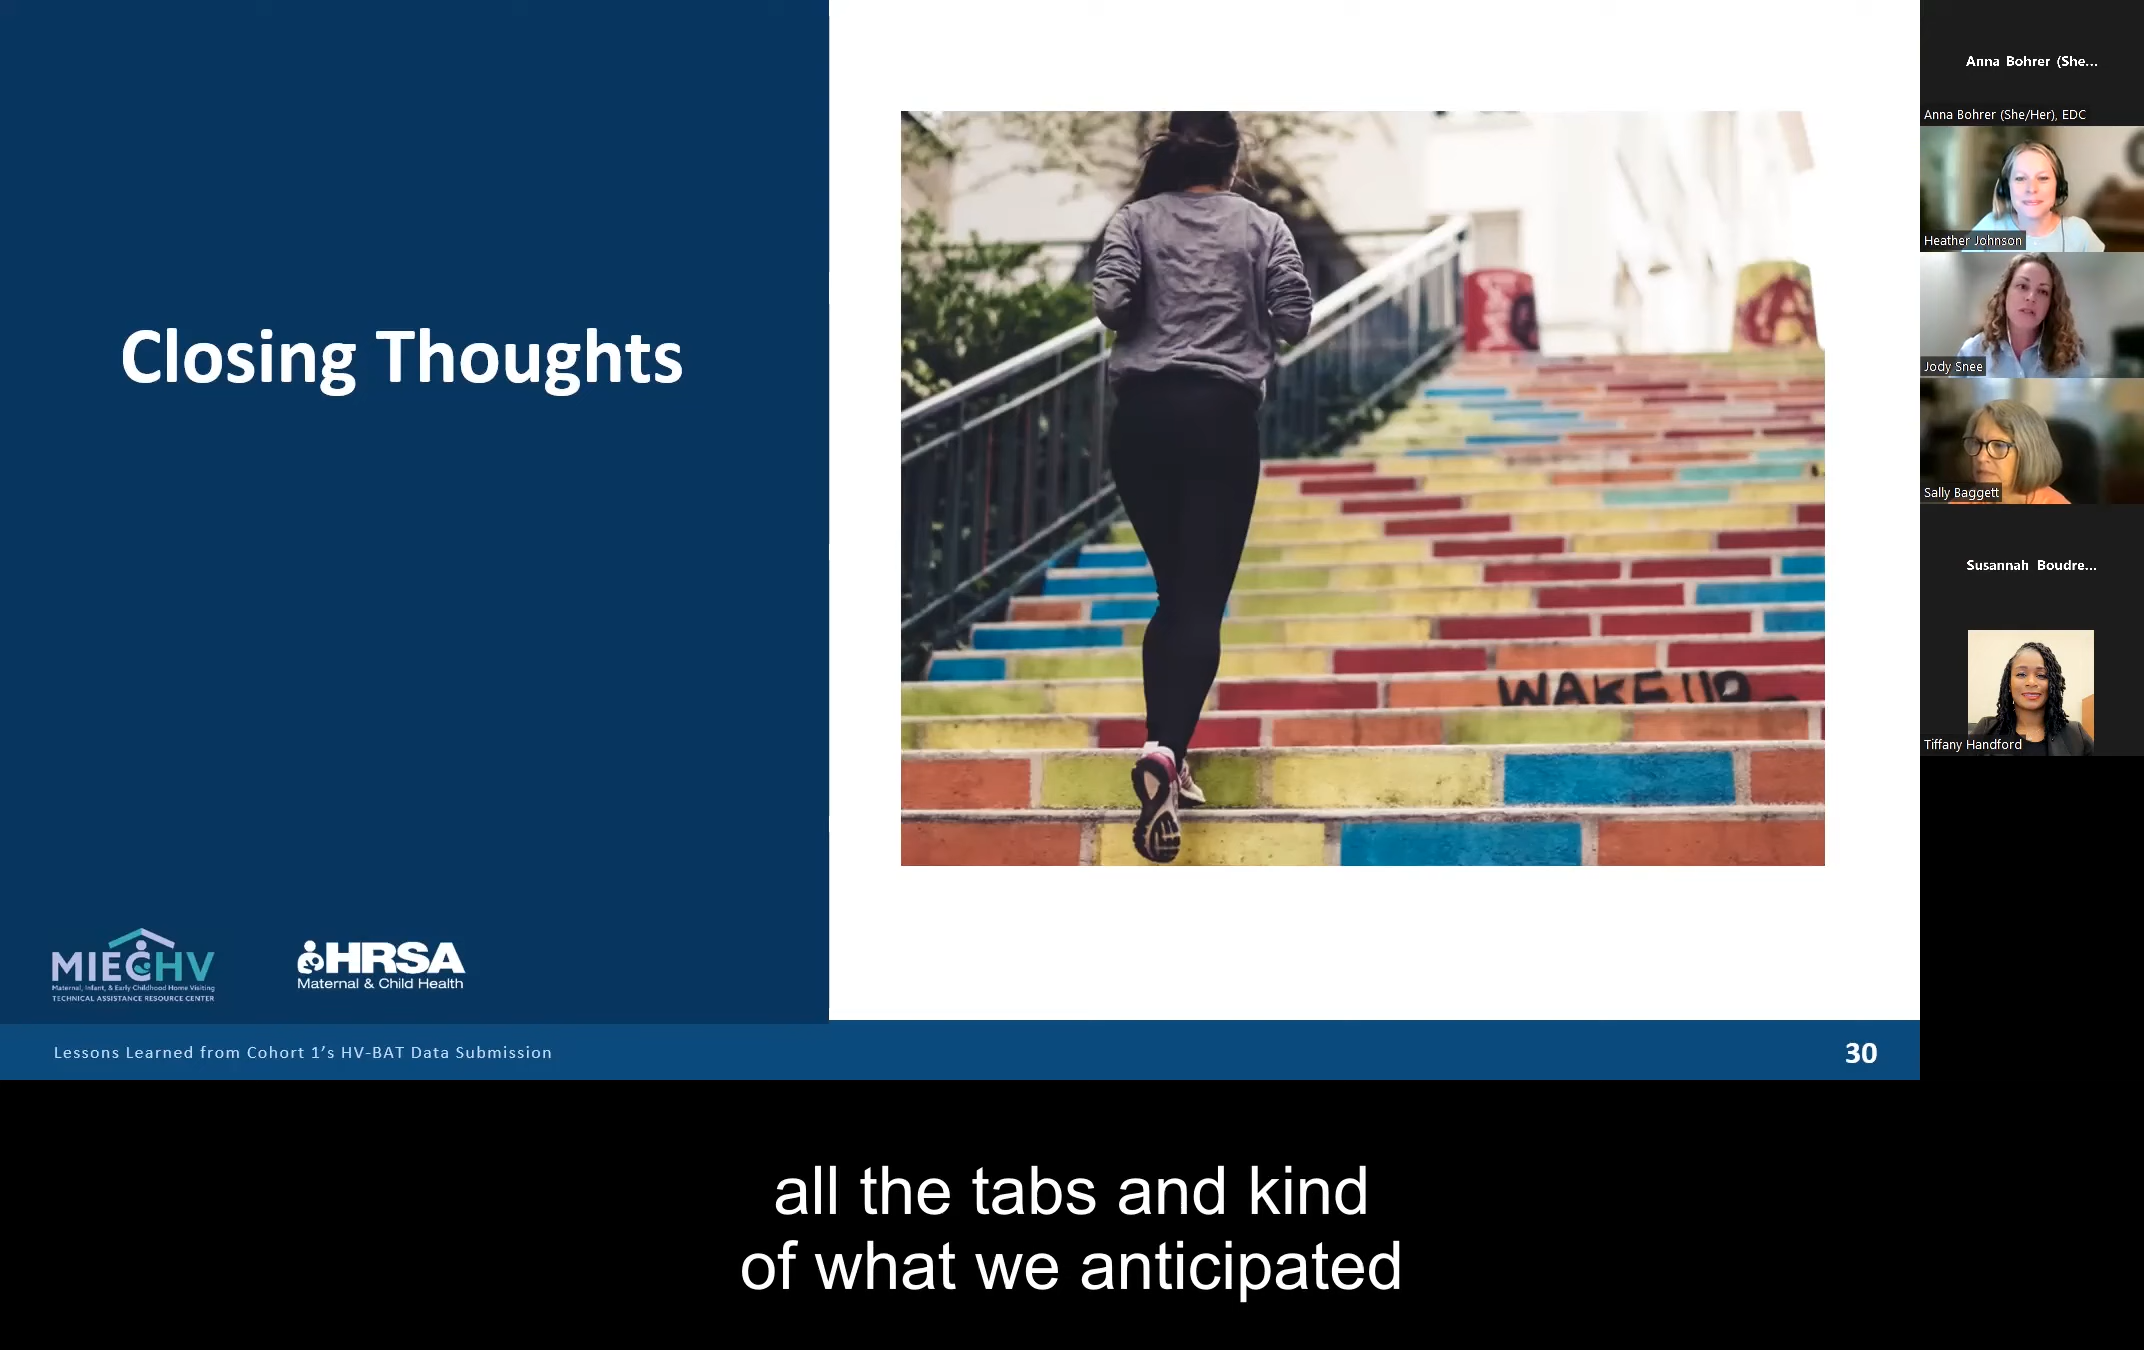 Closing Thoughts
WAKE UP
MIECHV
Maternal, Infant, & Early Childhood Home Visiting
TECHNICAL ASSISTANCE RESOURCE CENTER
HRSA
Maternal & Child Health
Lessons Learned from Cohort 1's HV-BAT Data Submission
30
Anna Bohrer (She...
Anna Bohrer (She/Her), EDC
Heather Johnson
Jody Snee
Sally Baggett
Susannah Boudre...
Tiffany Handford
all the tabs and kind
of what we anticipated